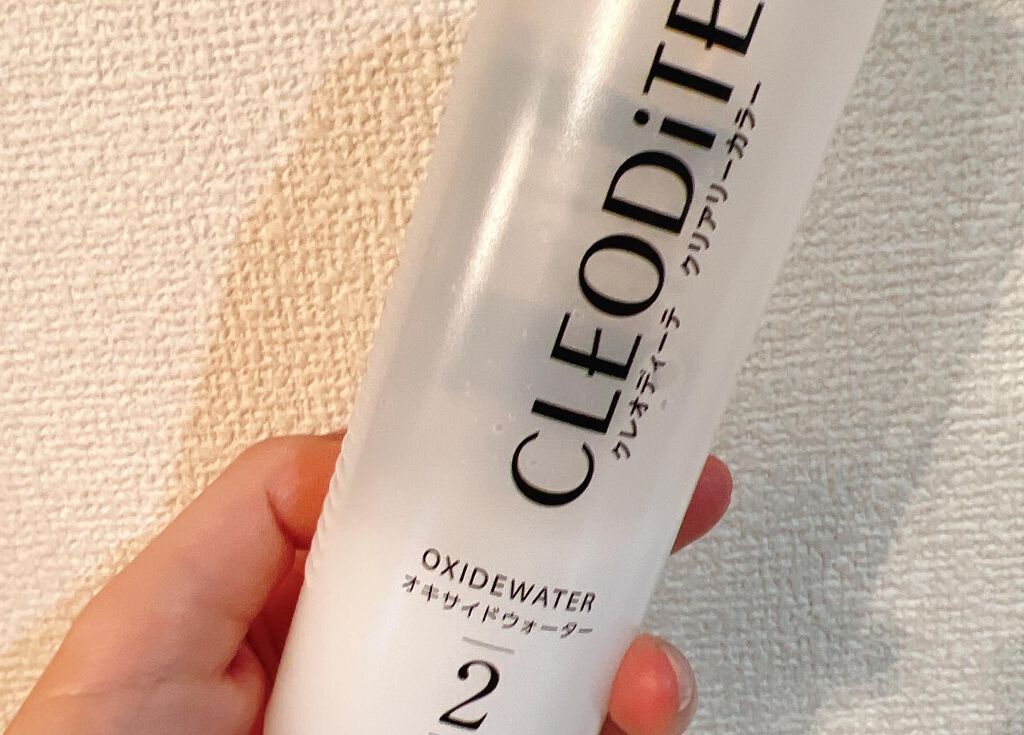 CLEODiTE
クレオディーテ クリアリーカラー
OXIDEWATER
オキサイドウォーター
2